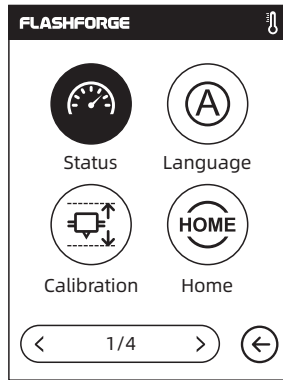 FLASHFORGE
A
Status Language
HOME
Calibration Home
< 1/4 >